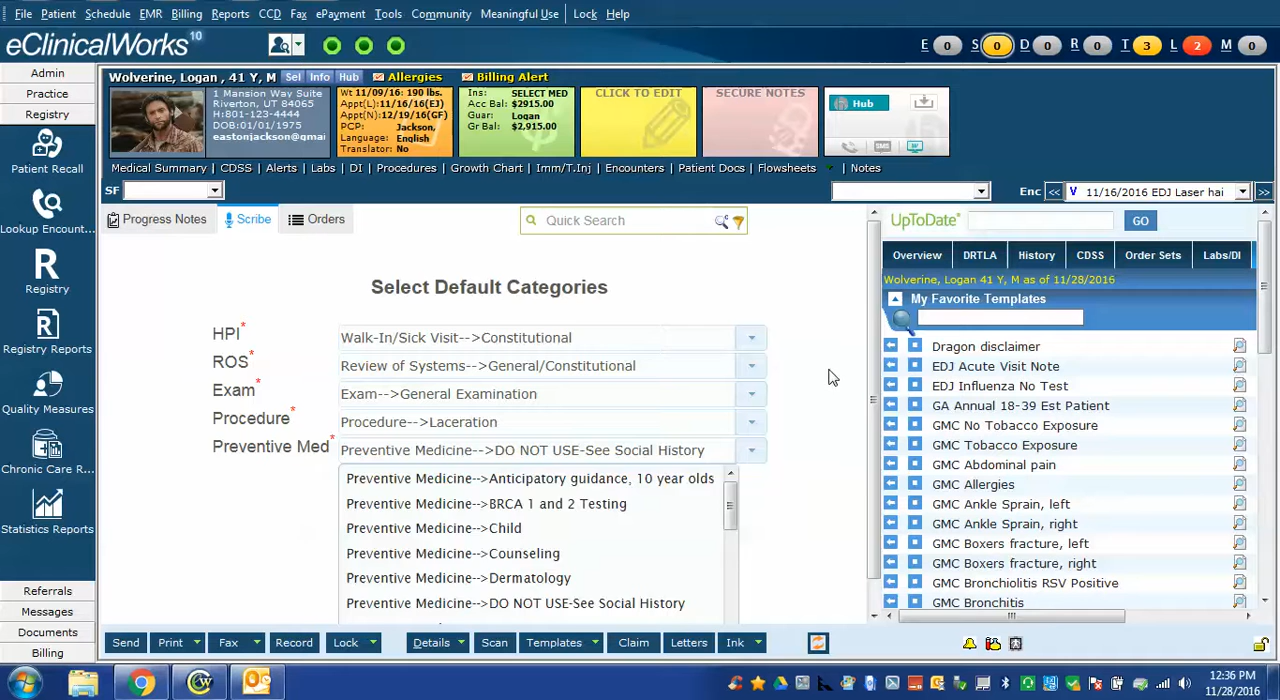 File Patient Schedule EMR Billing Reports CCD Fax ePayment Tools Community Meaningful Use Lock Help
eClinicalWorks 10
E 0 S 0 D 0 R 0 T 3 L 2 M 0
Admin
Practice
Registry
Patient Recall
Lookup Encount...
Registry
Registry Reports
Quality Measures
Chronic Care R...
Statistics Reports
Referrals
Messages
Documents
Billing
Wolverine, Logan , 41 Y, M Sel Info Hub Allergies Billing Alert
1 Mansion Way Suite
Riverton, UT 84065
H:801-123-4444
DOB:01/01/1975
eastonjackson@gmai
Wt 11/09/16: 190 lbs.
Appt(L):11/16/16(EJ)
Appt(N):12/19/16(GF)
PCP: Jackson,
Language: English
Translator: No
Ins: SELECT MED
Acc Bal: $2915.00
Guar: Logan
Gr Bal: $2,915.00
CLICK TO EDIT
SECURE NOTES
Hub
SMS
Medical Summary | CDSS | Alerts | Labs | DI | Procedures | Growth Chart | Imm/T.Inj | Encounters | Patient Docs | Flowsheets | Notes
SF
Enc << V 11/16/2016 EDJ Laser hai >>
Progress Notes Scribe Orders
Quick Search
Select Default Categories
HPI* Walk-In/Sick Visit-->Constitutional
ROS* Review of Systems-->General/Constitutional
Exam* Exam-->General Examination
Procedure* Procedure-->Laceration
Preventive Med* Preventive Medicine-->DO NOT USE-See Social History
Preventive Medicine-->Anticipatory guidance, 10 year olds
Preventive Medicine-->BRCA 1 and 2 Testing
Preventive Medicine-->Child
Preventive Medicine-->Counseling
Preventive Medicine-->Dermatology
Preventive Medicine-->DO NOT USE-See Social History
UpToDate GO
Overview DRTLA History CDSS Order Sets Labs/DI
Wolverine, Logan 41 Y, M as of 11/28/2016
My Favorite Templates
Dragon disclaimer
EDJ Acute Visit Note
EDJ Influenza No Test
GA Annual 18-39 Est Patient
GMC No Tobacco Exposure
GMC Tobacco Exposure
GMC Abdominal pain
GMC Allergies
GMC Ankle Sprain, left
GMC Ankle Sprain, right
GMC Boxers fracture, left
GMC Boxers fracture, right
GMC Bronchiolitis RSV Positive
GMC Bronchitis
Send Print Fax Record Lock Details Scan Templates Claim Letters Ink
12:36 PM
11/28/2016